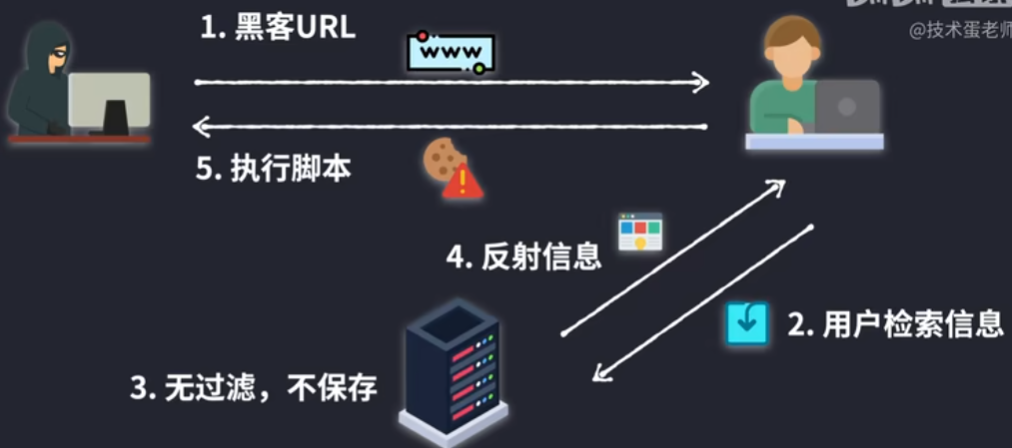 @技术蛋老师
1. 黑客URL
www
5. 执行脚本
4. 反射信息
2. 用户检索信息
3. 无过滤，不保存